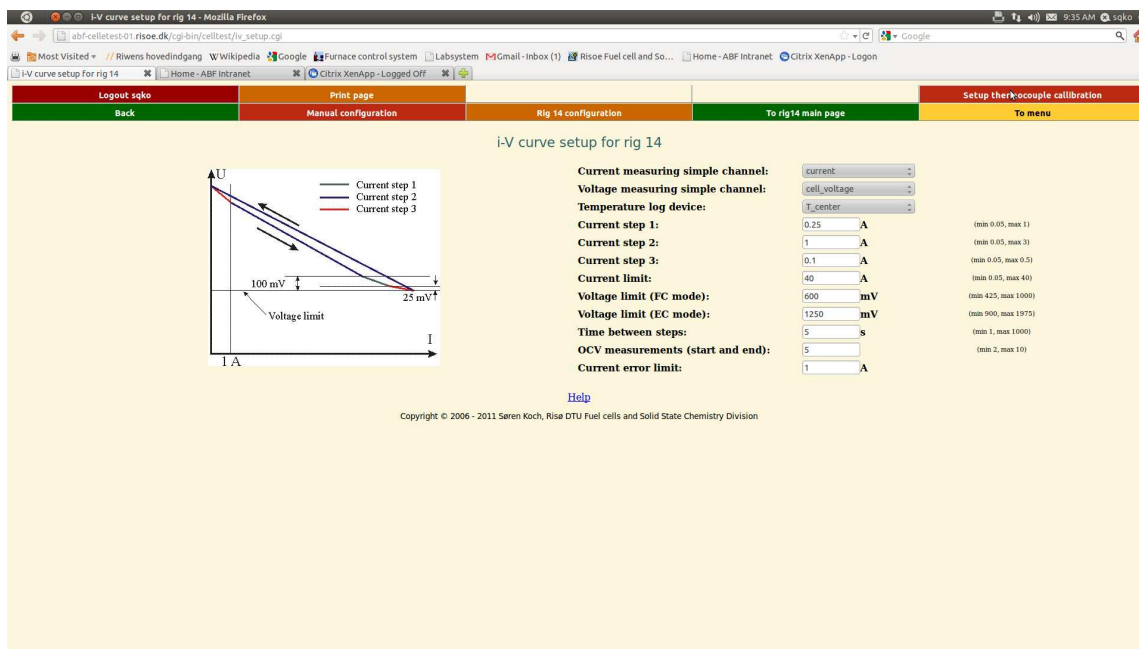 i-V curve setup for rig 14 - Mozilla Firefox
9:35 AM sqko
abf-celletest-01.risoe.dk/cgi-bin/celltest/iv_setup.cgi
Google
Most Visited // Riwens hovedindgang W Wikipedia Google Furnace control system Labsystem Gmail - Inbox (1) Risoe Fuel cell and So... Home - ABF Intranet Citrix XenApp - Logon
i-V curve setup for rig 14 Home - ABF Intranet Citrix XenApp - Logged Off
Logout sqko Print page Setup thermocouple callibration
Back Manual configuration Rig 14 configuration To rig14 main page To menu
i-V curve setup for rig 14
U
Current step 1
Current step 2
Current step 3
100 mV
25 mV
Voltage limit
I
1 A
Current measuring simple channel: current
Voltage measuring simple channel: cell_voltage
Temperature log device: T_center
Current step 1: 0.25 A (min 0.05, max 1)
Current step 2: 1 A (min 0.05, max 3)
Current step 3: 0.1 A (min 0.05, max 0.5)
Current limit: 40 A (min 0.05, max 40)
Voltage limit (FC mode): 600 mV (min 425, max 1000)
Voltage limit (EC mode): 1250 mV (min 900, max 1975)
Time between steps: 5 s (min 1, max 1000)
OCV measurements (start and end): 5 (min 2, max 10)
Current error limit: 1 A
Help
Copyright © 2006 - 2011 Søren Koch, Risø DTU Fuel cells and Solid State Chemistry Division